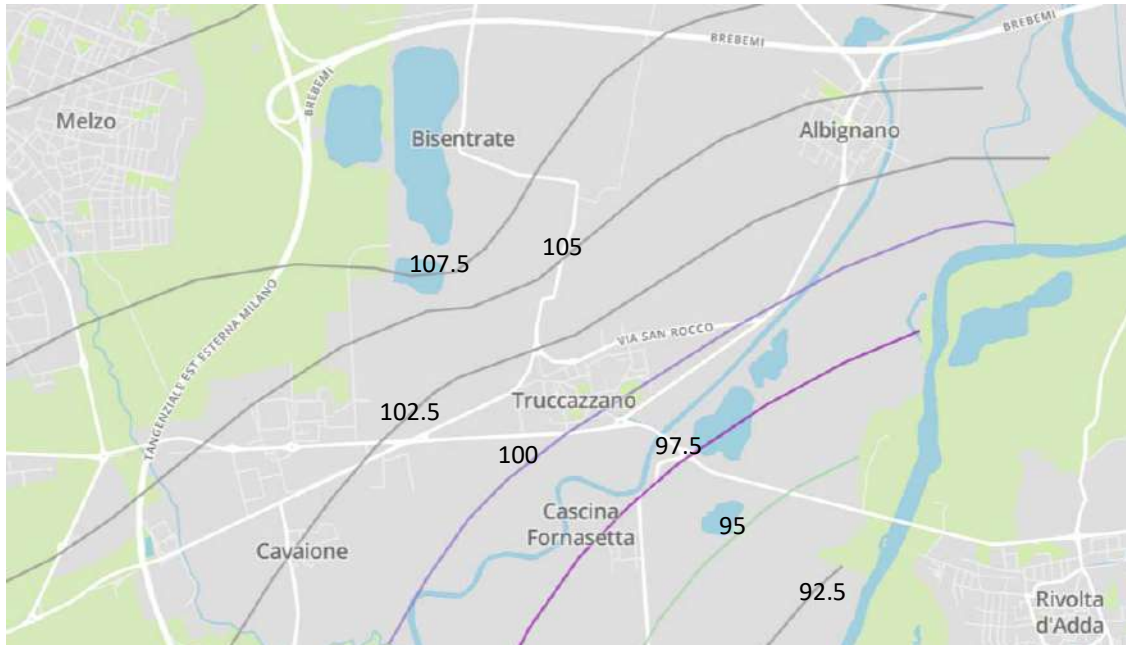 BREBEMI
BREBEMI
BREBEMI
Melzo
Bisentrate
Albignano
107.5
105
TANGENZIALE EST ESTERNA MILANO
VIA SAN ROCCO
Truccazzano
102.5
100
97.5
Cascina
Fornasetta
95
Cavaione
92.5
Rivolta
d'Adda